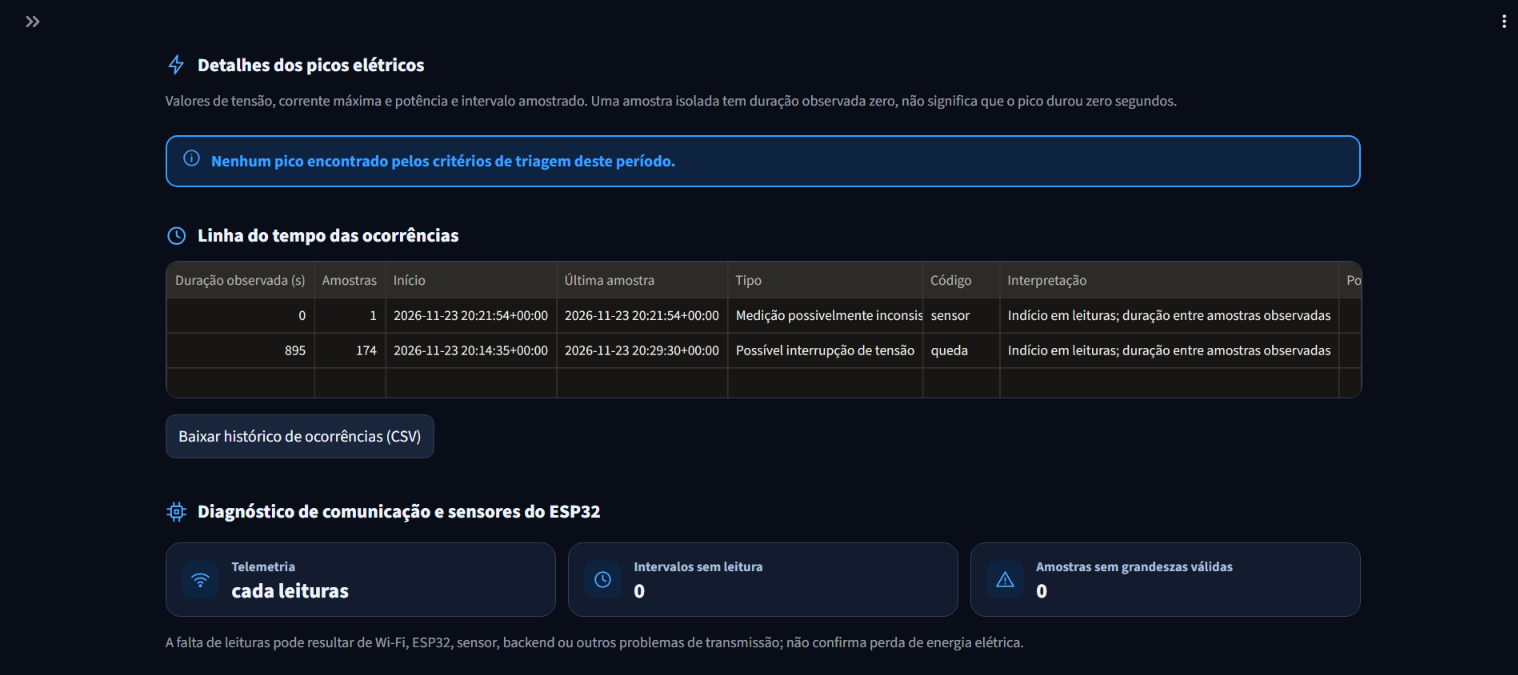 Detalhes dos picos elétricos
Valores de tensão, corrente máxima e potência e intervalo amostrado. Uma amostra isolada tem duração observada zero, não significa que o pico durou zero segundos.
Nenhum pico encontrado pelos critérios de triagem deste período.
Linha do tempo das ocorrências
Duração observada (s) Amostras Início Última amostra Tipo Código Interpretação Po
0 1 2026-11-23 20:21:54+00:00 2026-11-23 20:21:54+00:00 Medição possivelmente inconsis sensor Indício em leituras; duração entre amostras observadas
895 174 2026-11-23 20:14:35+00:00 2026-11-23 20:29:30+00:00 Possível interrupção de tensão queda Indício em leituras; duração entre amostras observadas
Baixar histórico de ocorrências (CSV)
Diagnóstico de comunicação e sensores do ESP32
Telemetria
cada leituras
Intervalos sem leitura
0
Amostras sem grandeszas válidas
0
A falta de leituras pode resultar de Wi-Fi, ESP32, sensor, backend ou outros problemas de transmissão; não confirma perda de energia elétrica.